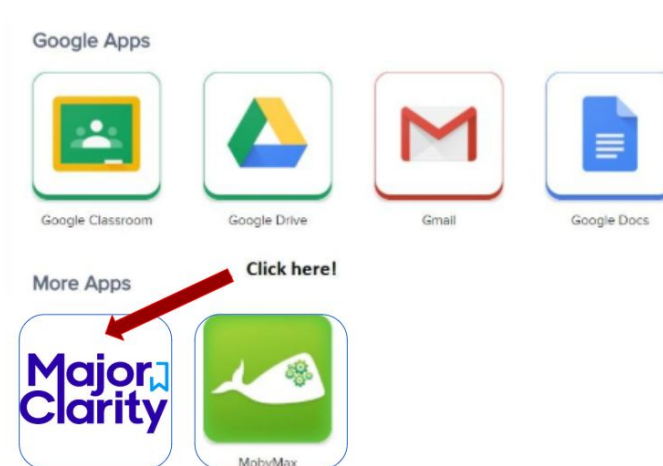 Google Apps
Google Classroom
Google Drive
Gmail
Google Docs
Click here!
More Apps
Major
Clarity
MobyMax